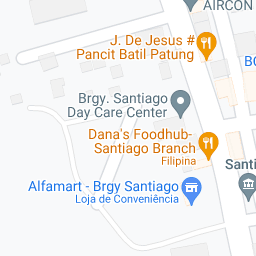 AIRCON
J. De Jesus #
Pancit Batil Patung
BO
Brgy. Santiago
Day Care Center
Dana's Foodhub-
Santiago Branch
Filipina
Santi
Alfamart - Brgy Santiago
Loja de Conveniência